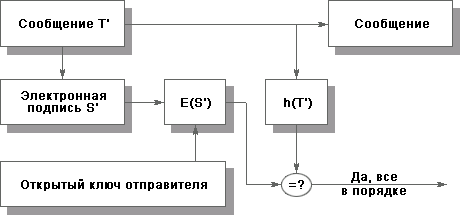 Сообщение T'
Сообщение
Электронная
подпись S'
E(S')
h(T')
Открытый ключ отправителя
=?
Да, все
в порядке